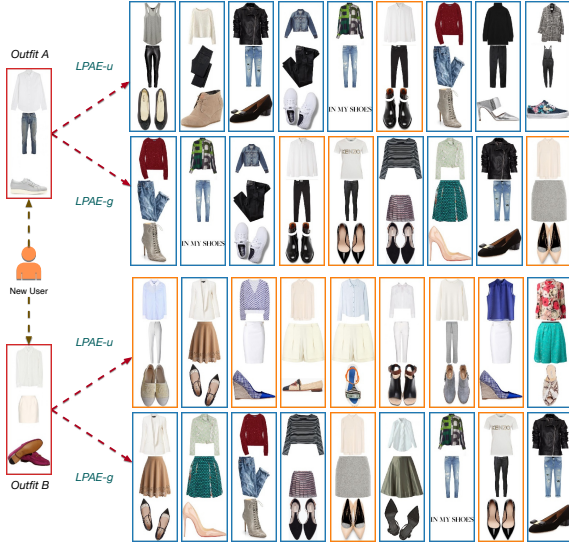 Outfit A
LPAE-u
IN MY SHOES
LPAE-g
IN MY SHOES
New User
LPAE-u
LPAE-g
Outfit B
IN MY SHOES